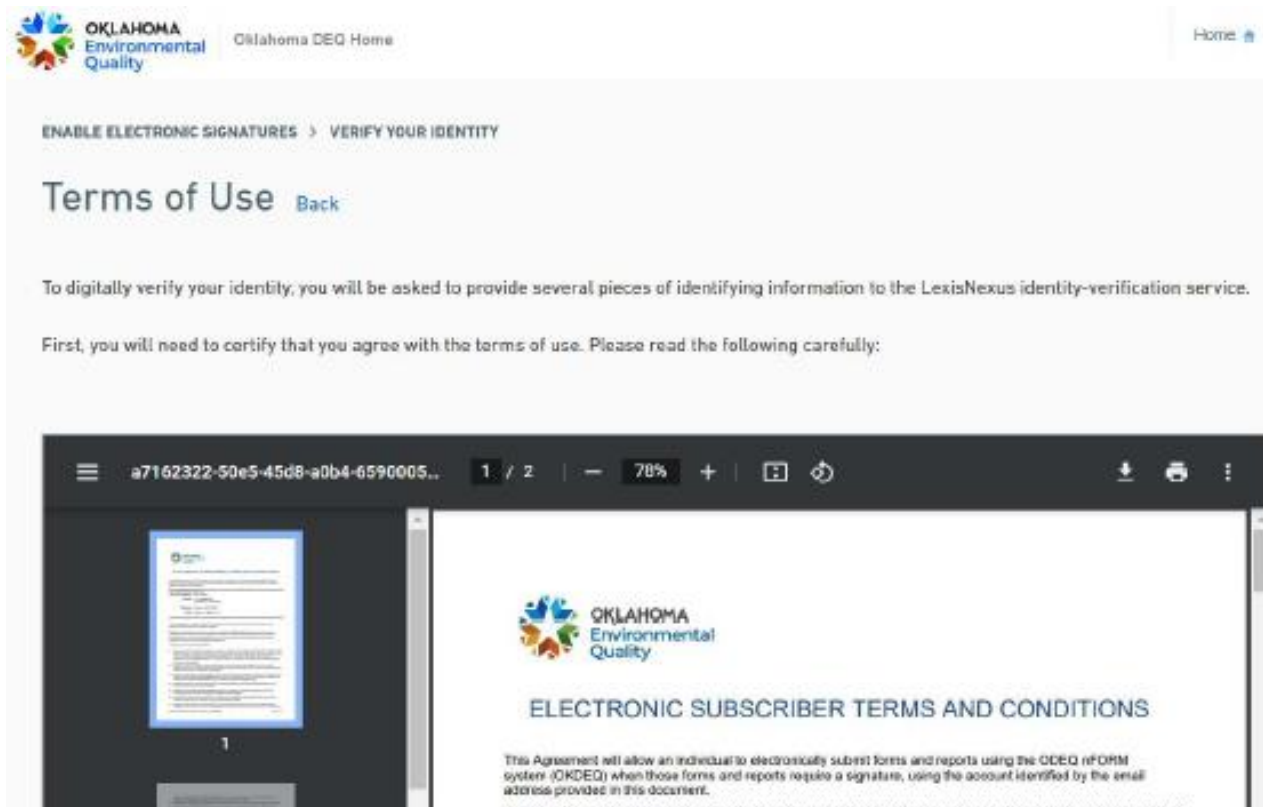 OKLAHOMA
Environmental
Quality
Oklahoma DEQ Home
Home
ENABLE ELECTRONIC SIGNATURES > VERIFY YOUR IDENTITY
Terms of Use Back
To digitally verify your identity, you will be asked to provide several pieces of identifying information to the LexisNexus identity-verification service.
First, you will need to certify that you agree with the terms of use. Please read the following carefully:
a7162322-50e5-45d8-a0b4-6590005... 1 / 2 | — 78% + |
OKLAHOMA
Environmental
Quality
ELECTRONIC SUBSCRIBER TERMS AND CONDITIONS
1
This Agreement will allow an individual to electronically submit forms and reports using the ODEQ nFORM
system (OKDEQ) when those forms and reports require a signature, using the account identified by the email
address provided in this document.